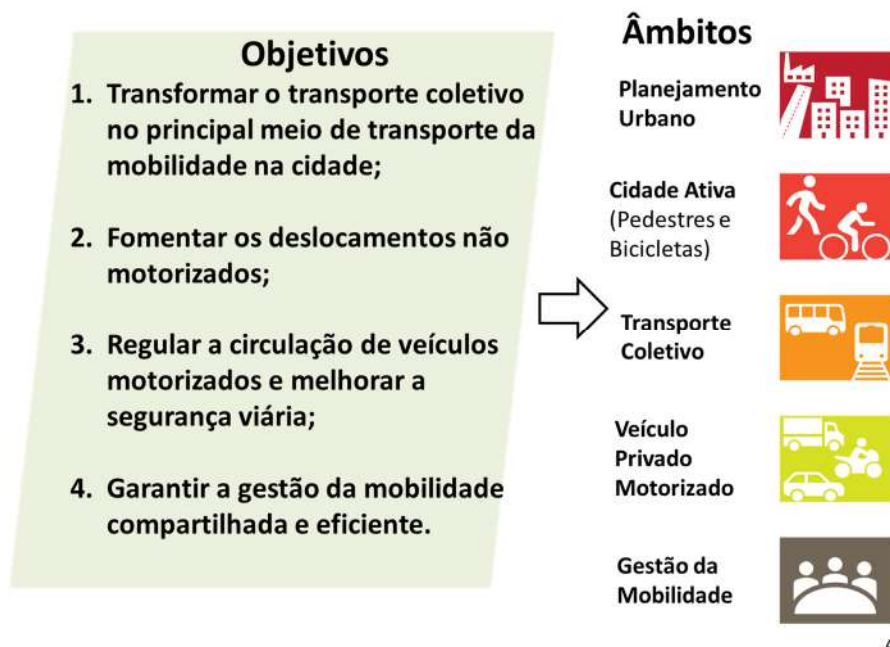 Objetivos
1. Transformar o transporte coletivo
no principal meio de transporte da
mobilidade na cidade;
2. Fomentar os deslocamentos não
motorizados;
3. Regular a circulação de veículos
motorizados e melhorar a
segurança viária;
4. Garantir a gestão da mobilidade
compartilhada e eficiente.
Âmbitos
Planejamento
Urbano
Cidade Ativa
(Pedestres e
Bicicletas)
Transporte
Coletivo
Veículo
Privado
Motorizado
Gestão da
Mobilidade